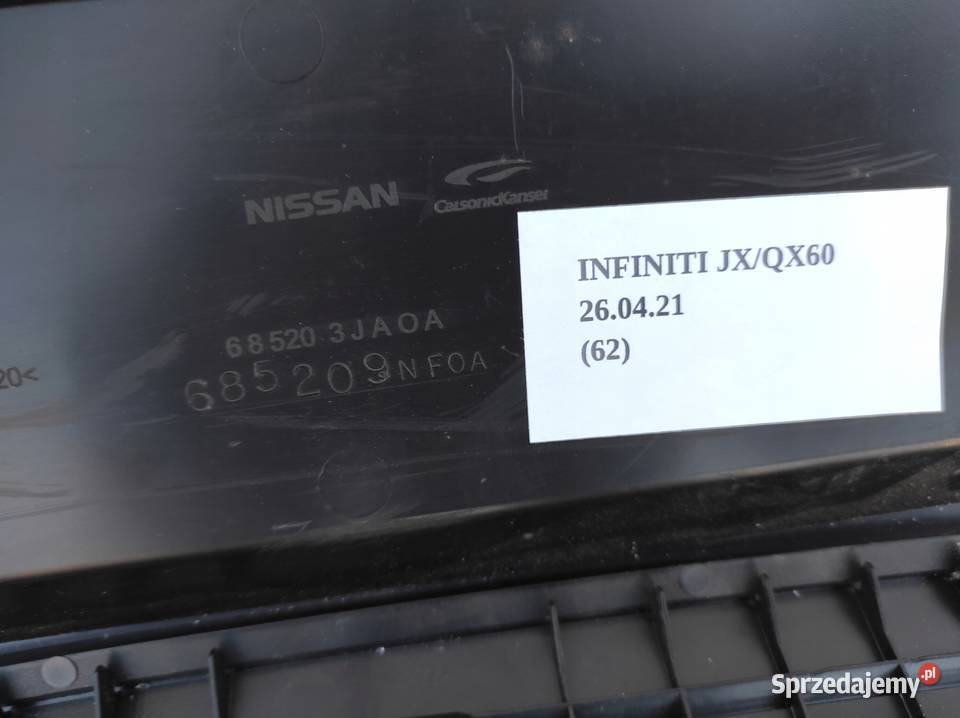 NISSAN
CalsonicKansei
68520 3JA0A
685209NF0A
20<
INFINITI JX/QX60
26.04.21
(62)
Sprzedajemy.pl